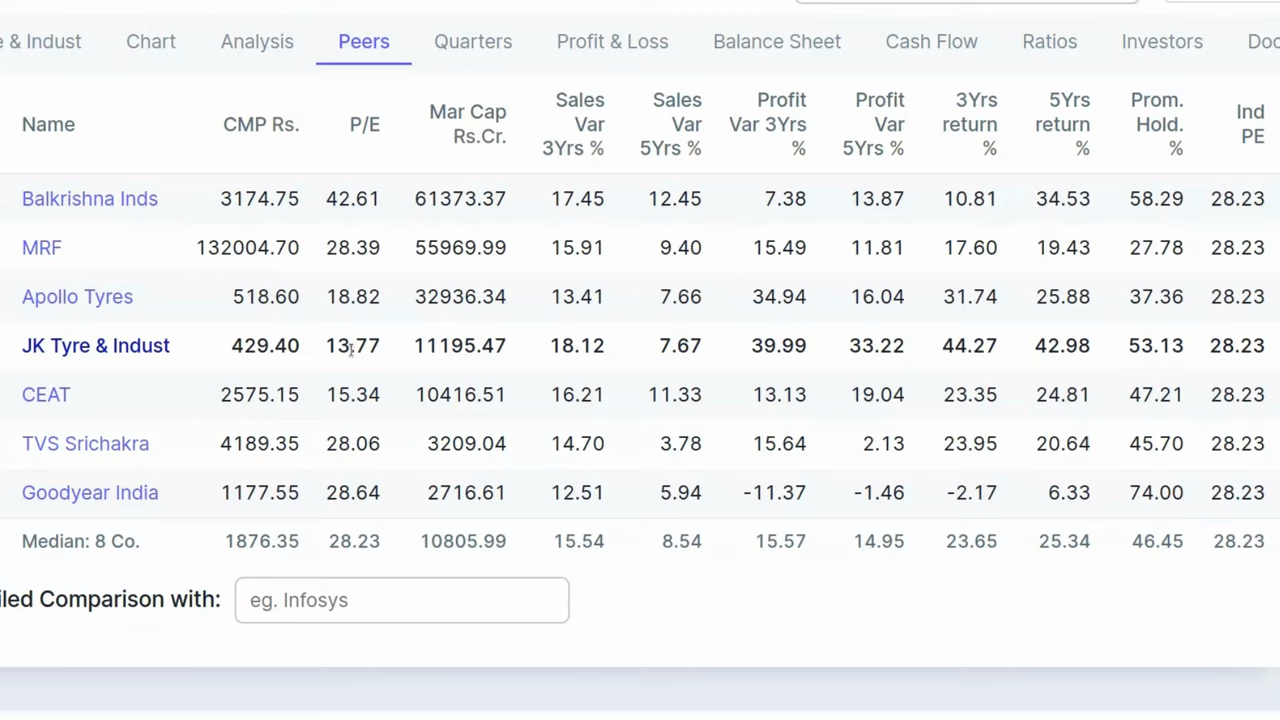 e & Indust Chart Analysis Peers Quarters Profit & Loss Balance Sheet Cash Flow Ratios Investors Doc
Name CMP Rs. P/E Mar Cap Rs.Cr. Sales Var 3Yrs % Sales Var 5Yrs % Profit Var 3Yrs % Profit Var 5Yrs % 3Yrs return % 5Yrs return % Prom. Hold. % Ind PE
Balkrishna Inds 3174.75 42.61 61373.37 17.45 12.45 7.38 13.87 10.81 34.53 58.29 28.23
MRF 132004.70 28.39 55969.99 15.91 9.40 15.49 11.81 17.60 19.43 27.78 28.23
Apollo Tyres 518.60 18.82 32936.34 13.41 7.66 34.94 16.04 31.74 25.88 37.36 28.23
JK Tyre & Indust 429.40 13.77 11195.47 18.12 7.67 39.99 33.22 44.27 42.98 53.13 28.23
CEAT 2575.15 15.34 10416.51 16.21 11.33 13.13 19.04 23.35 24.81 47.21 28.23
TVS Srichakra 4189.35 28.06 3209.04 14.70 3.78 15.64 2.13 23.95 20.64 45.70 28.23
Goodyear India 1177.55 28.64 2716.61 12.51 5.94 -11.37 -1.46 -2.17 6.33 74.00 28.23
Median: 8 Co. 1876.35 28.23 10805.99 15.54 8.54 15.57 14.95 23.65 25.34 46.45 28.23
iled Comparison with: eg. Infosys